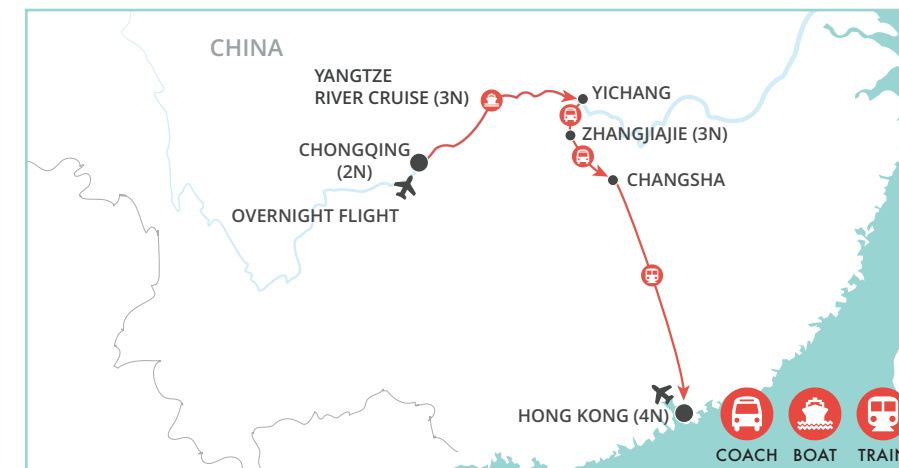 CHINA
YANGTZE
RIVER CRUISE (3N)
YICHANG
ZHANGJIAJIE (3N)
CHONGQING
(2N)
CHANGSHA
OVERNIGHT FLIGHT
HONG KONG (4N)
COACH BOAT TRAIN